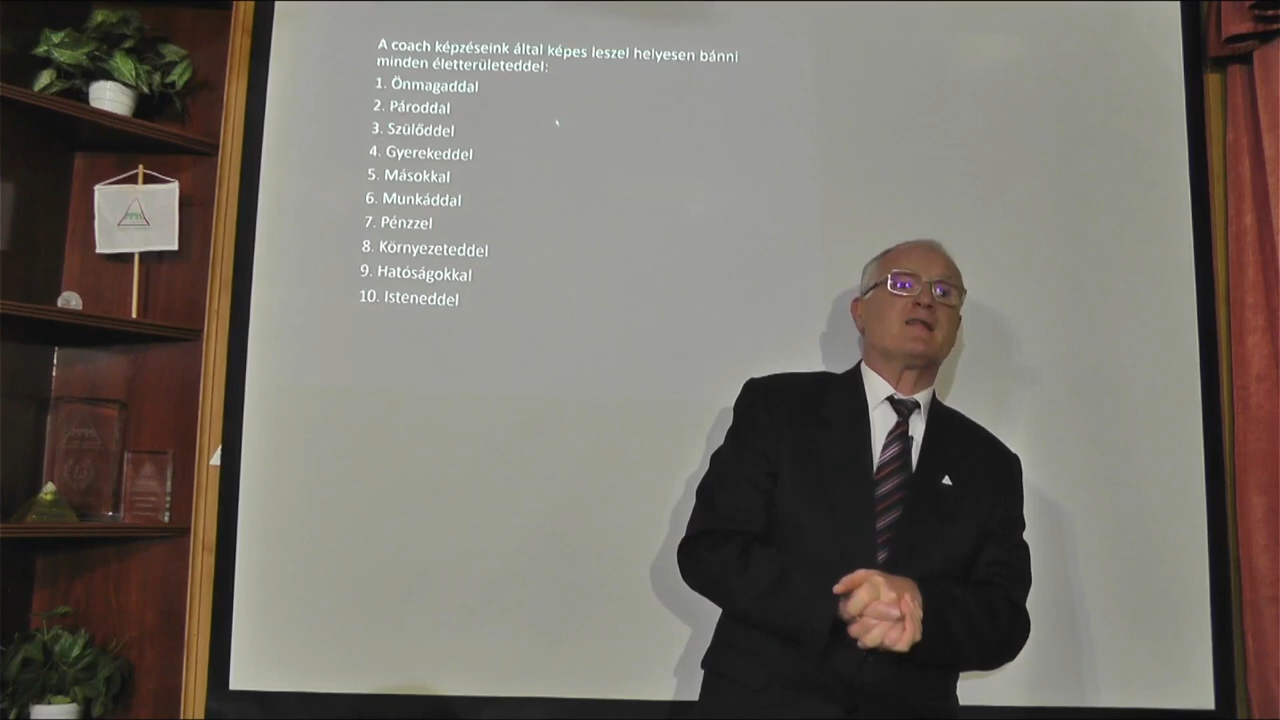 A coach képzéseink által képes leszel helyesen bánni
minden életterületeddel:
1. Önmagaddal
2. Pároddal
3. Szülőddel
4. Gyerekeddel
5. Másokkal
6. Munkáddal
7. Pénzzel
8. Környezeteddel
9. Hatóságokkal
10. Isteneddel